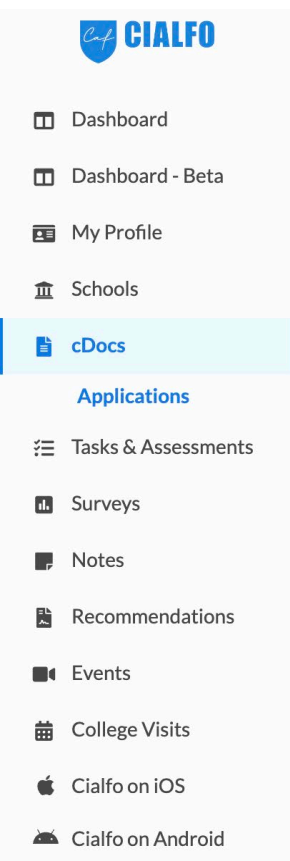 Caf CIALFO
Dashboard
Dashboard - Beta
My Profile
Schools
cDocs
Applications
Tasks & Assessments
Surveys
Notes
Recommendations
Events
College Visits
Cialfo on iOS
Cialfo on Android